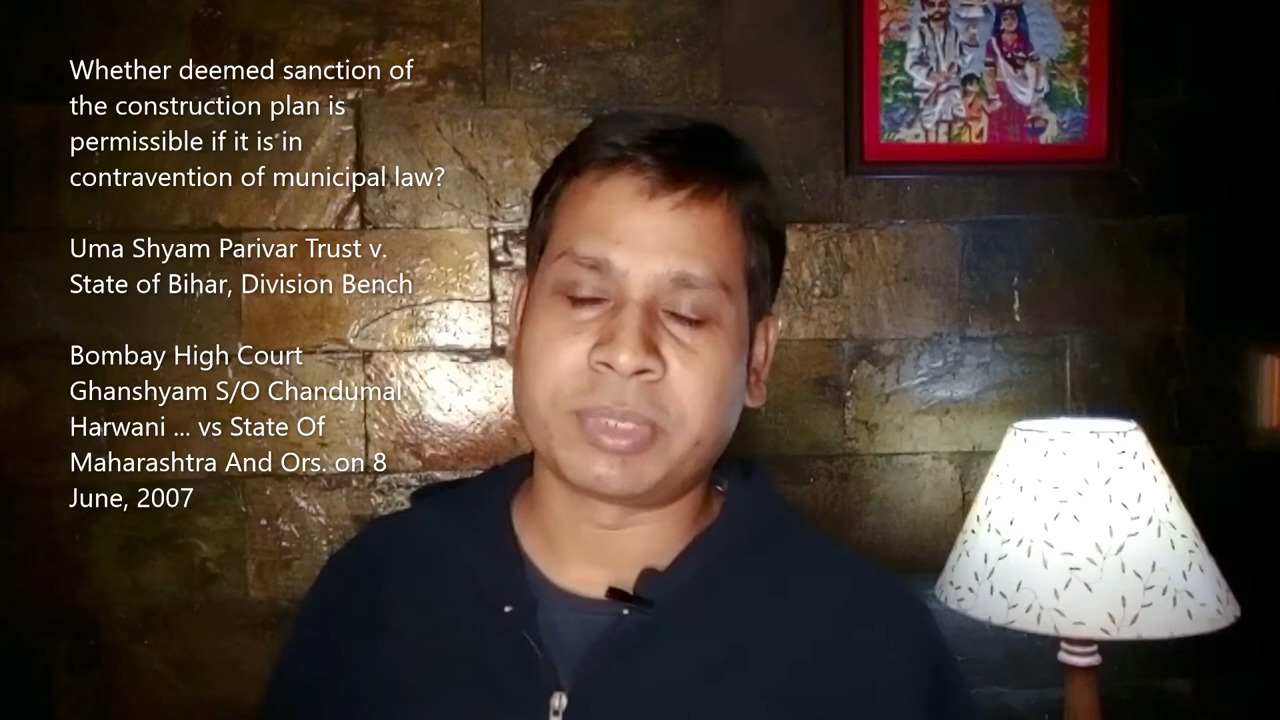 Whether deemed sanction of
the construction plan is
permissible if it is in
contravention of municipal law?
Uma Shyam Parivar Trust v.
State of Bihar, Division Bench
Bombay High Court
Ghanshyam S/O Chandumal
Harwani ... vs State Of
Maharashtra And Ors. on 8
June, 2007